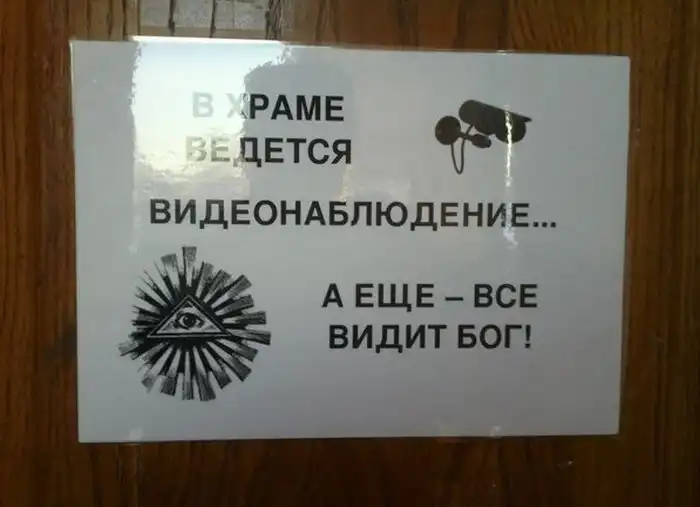 В ХРАМЕ
ВЕДЕТСЯ
ВИДЕОНАБЛЮДЕНИЕ...
А ЕЩЕ – ВСЕ
ВИДИТ БОГ!